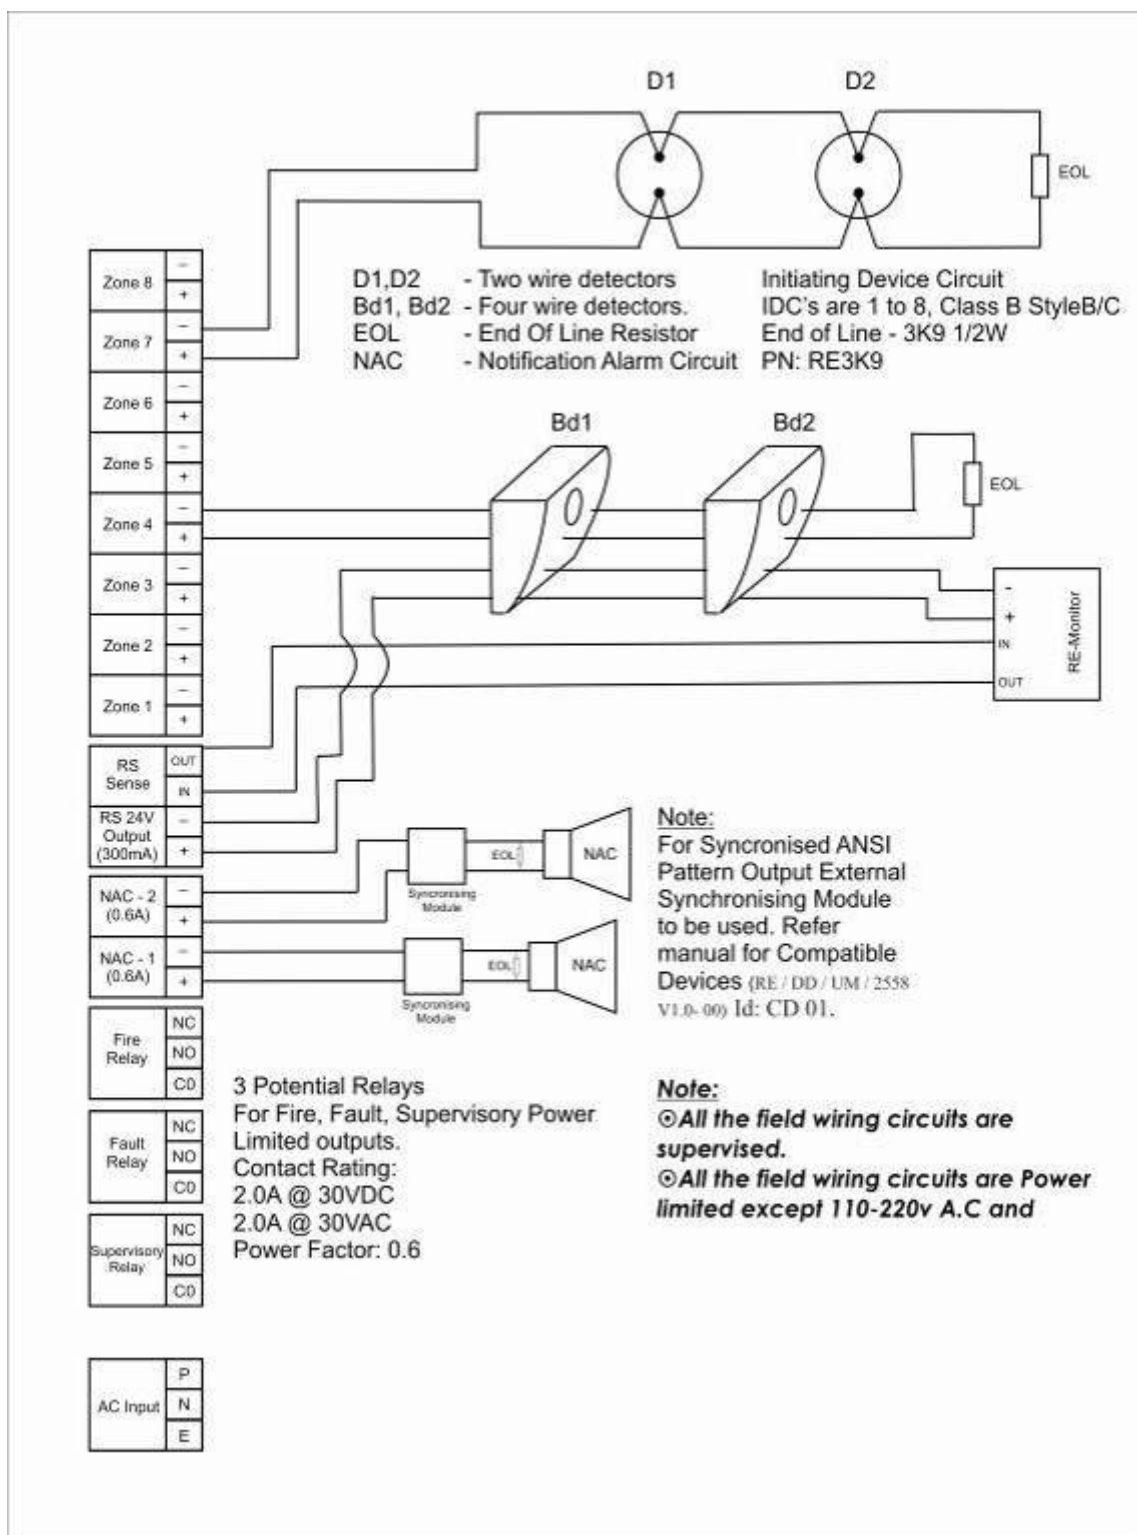 D1 D2
EOL
Zone 8 – +
Zone 7 – +
Zone 6 – +
Zone 5 – +
Zone 4 – +
Zone 3 – +
Zone 2 – +
Zone 1 – +
D1,D2 - Two wire detectors
Bd1, Bd2 - Four wire detectors.
EOL - End Of Line Resistor
NAC - Notification Alarm Circuit
Initiating Device Circuit
IDC's are 1 to 8, Class B StyleB/C
End of Line - 3K9 1/2W
PN: RE3K9
Bd1 Bd2
EOL
-
+
IN
OUT
RE-Monitor
RS
Sense
OUT
IN
RS 24V
Output
(300mA)
–
+
NAC - 2
(0.6A)
–
+
NAC - 1
(0.6A)
–
+
Syncronising
Module
EOL
NAC
Syncronising
Module
EOL
NAC
Note:
For Syncronised ANSI
Pattern Output External
Synchronising Module
to be used. Refer
manual for Compatible
Devices (RE / DD / UM / 2558
V1.0- 00) Id: CD 01.
Fire
Relay
NC
NO
C0
Fault
Relay
NC
NO
C0
Supervisory
Relay
NC
NO
C0
3 Potential Relays
For Fire, Fault, Supervisory Power
Limited outputs.
Contact Rating:
2.0A @ 30VDC
2.0A @ 30VAC
Power Factor: 0.6
Note:
⊙All the field wiring circuits are
supervised.
⊙All the field wiring circuits are Power
limited except 110-220v A.C and
AC Input
P
N
E